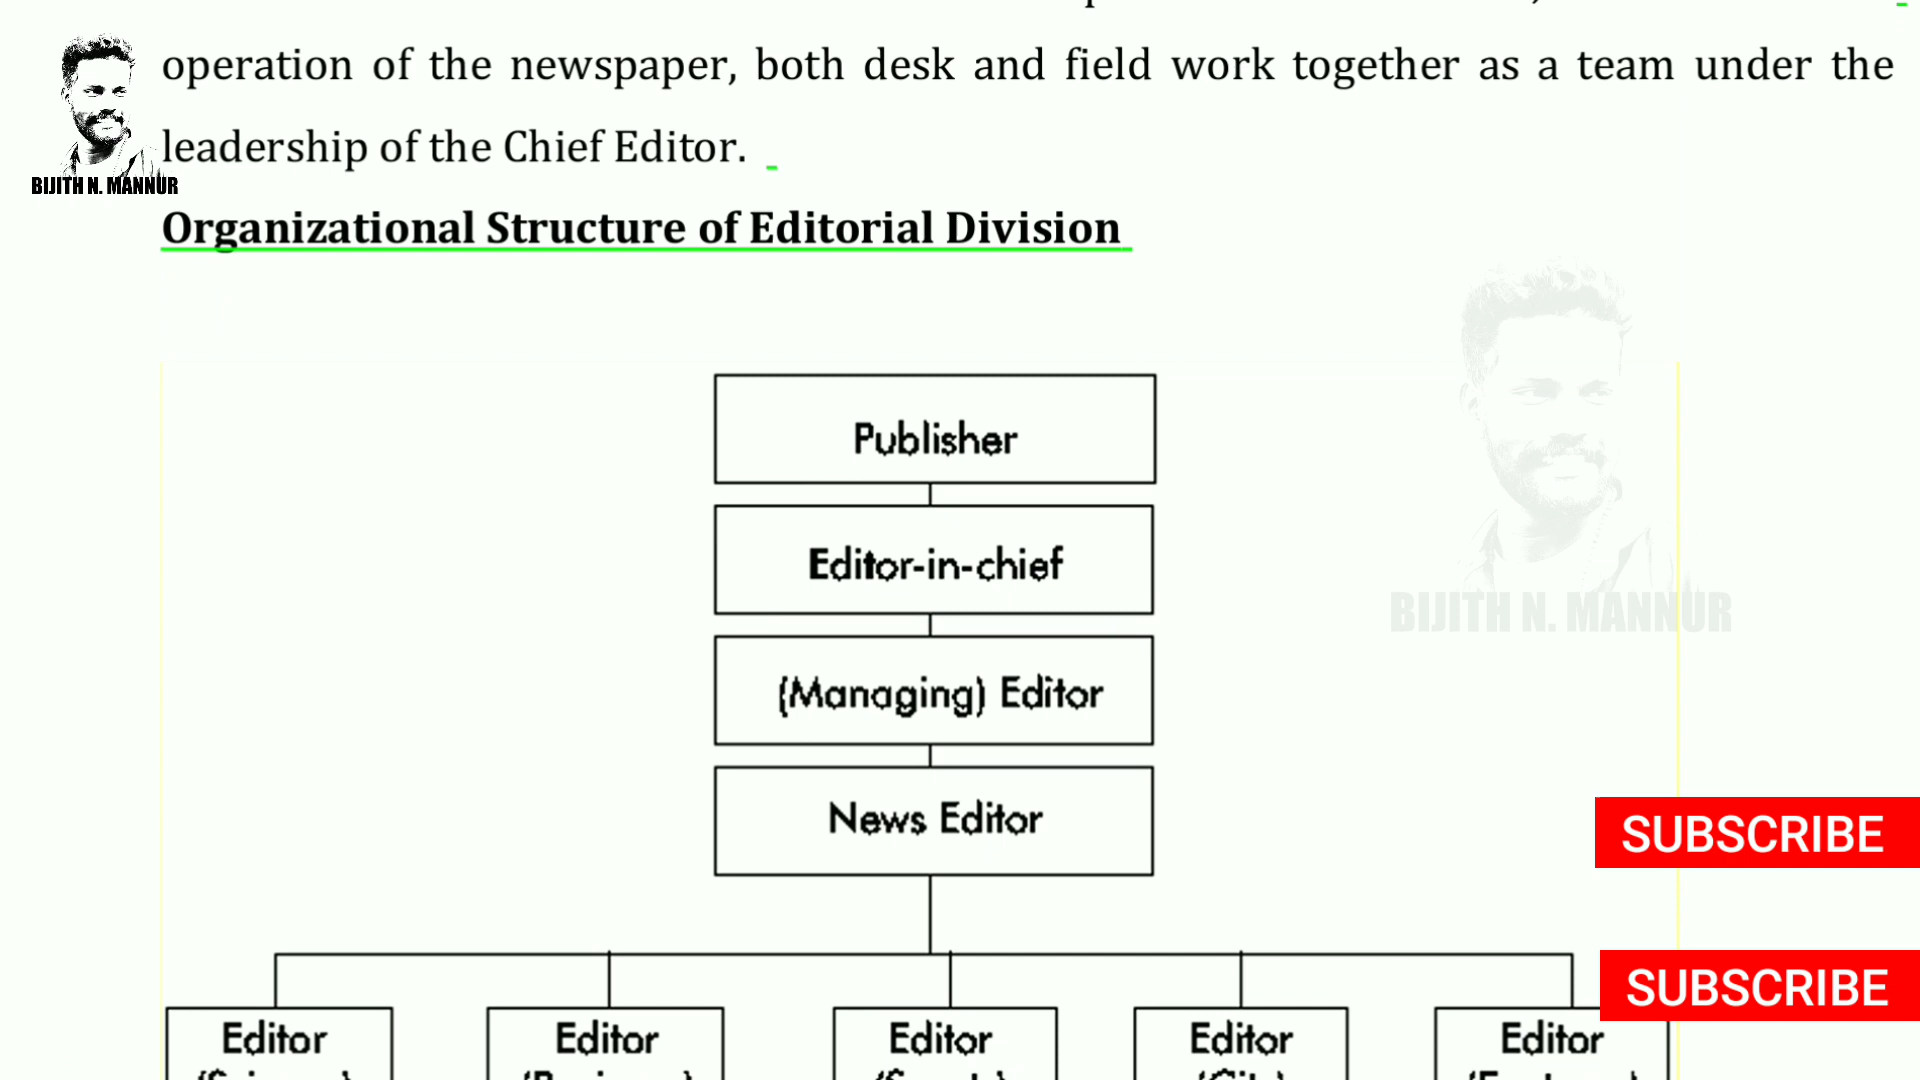 operation of the newspaper, both desk and field work together as a team under the
leadership of the Chief Editor.
BIJITH N. MANNUR
Organizational Structure of Editorial Division
Publisher
Editor-in-chief
BIJITH N. MANNUR
(Managing) Editor
News Editor
SUBSCRIBE
SUBSCRIBE
Editor
Editor
Editor
Editor
Editor